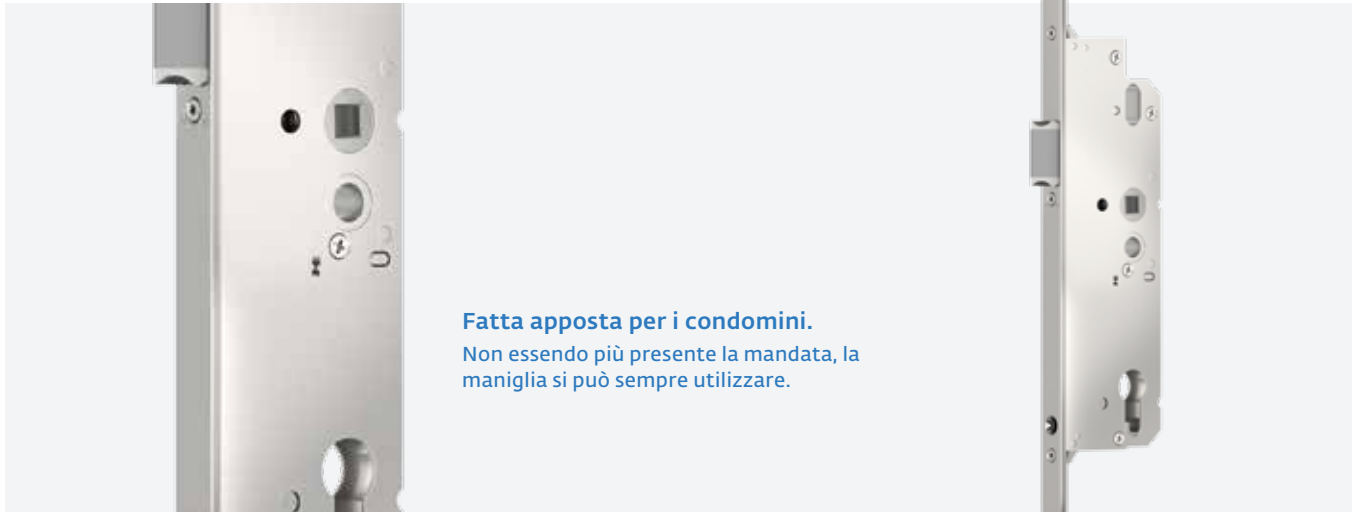 Fatta apposta per i condomini.
Non essendo più presente la mandata, la
maniglia si può sempre utilizzare.